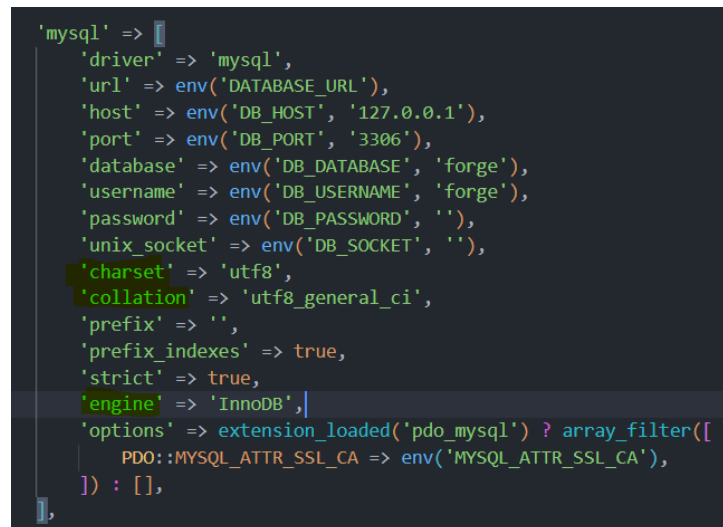 'mysql' => [
'driver' => 'mysql',
'url' => env('DATABASE_URL'),
'host' => env('DB_HOST', '127.0.0.1'),
'port' => env('DB_PORT', '3306'),
'database' => env('DB_DATABASE', 'forge'),
'username' => env('DB_USERNAME', 'forge'),
'password' => env('DB_PASSWORD', ''),
'unix_socket' => env('DB_SOCKET', ''),
'charset' => 'utf8',
'collation' => 'utf8_general_ci',
'prefix' => '',
'prefix_indexes' => true,
'strict' => true,
'engine' => 'InnoDB',
'options' => extension_loaded('pdo_mysql') ? array_filter([
PDO::MYSQL_ATTR_SSL_CA => env('MYSQL_ATTR_SSL_CA'),
]) : [],
],